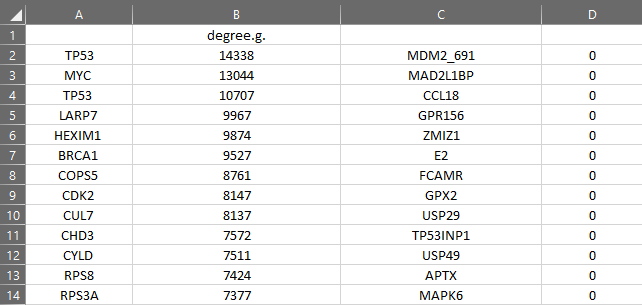 A B C D
1 degree.g.
2 TP53 14338 MDM2_691 0
3 MYC 13044 MAD2L1BP 0
4 TP53 10707 CCL18 0
5 LARP7 9967 GPR156 0
6 HEXIM1 9874 ZMIZ1 0
7 BRCA1 9527 E2 0
8 COPS5 8761 FCAMR 0
9 CDK2 8147 GPX2 0
10 CUL7 8137 USP29 0
11 CHD3 7572 TP53INP1 0
12 CYLD 7511 USP49 0
13 RPS8 7424 APTX 0
14 RPS3A 7377 MAPK6 0